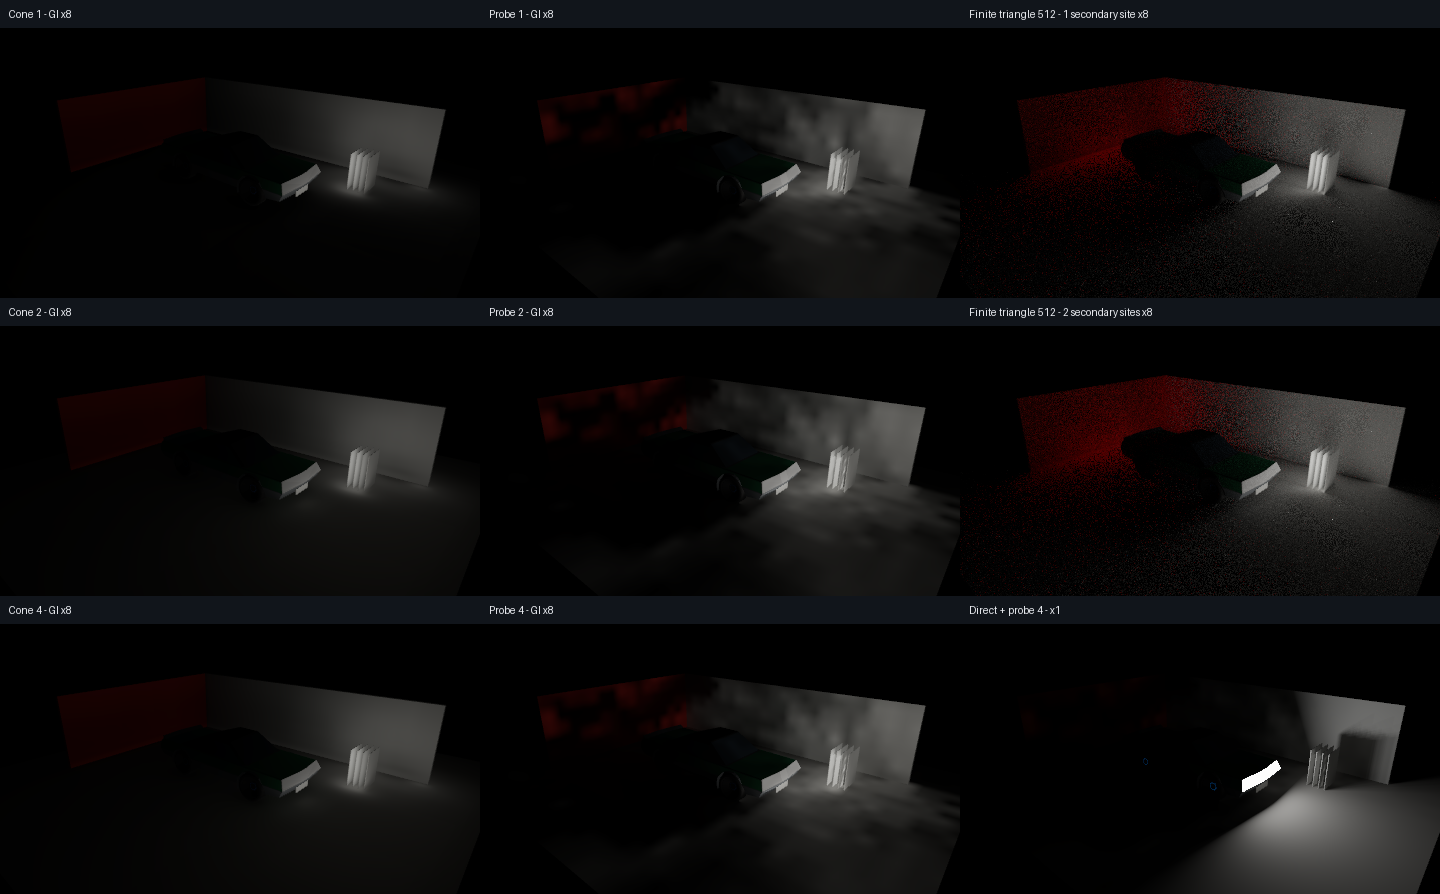 Cone 1 - GI x8
Probe 1 - GI x8
Finite triangle 512 - 1 secondary site x8
Cone 2 - GI x8
Probe 2 - GI x8
Finite triangle 512 - 2 secondary sites x8
Cone 4 - GI x8
Probe 4 - GI x8
Direct + probe 4 - x1